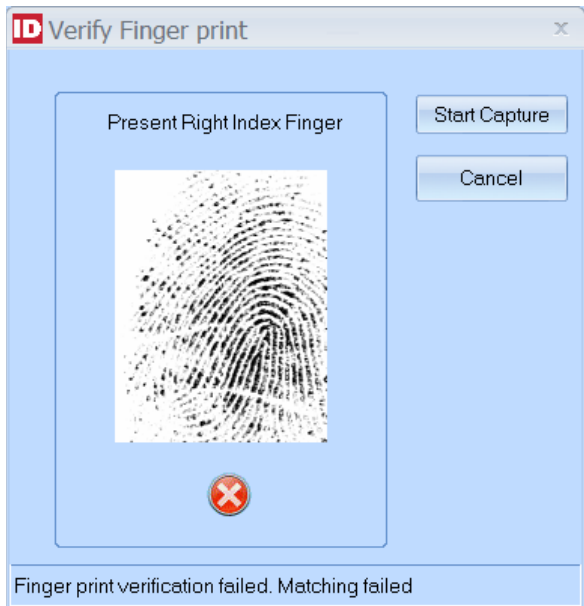 ID Verify Finger print
Present Right Index Finger
Start Capture
Cancel
Finger print verification failed. Matching failed